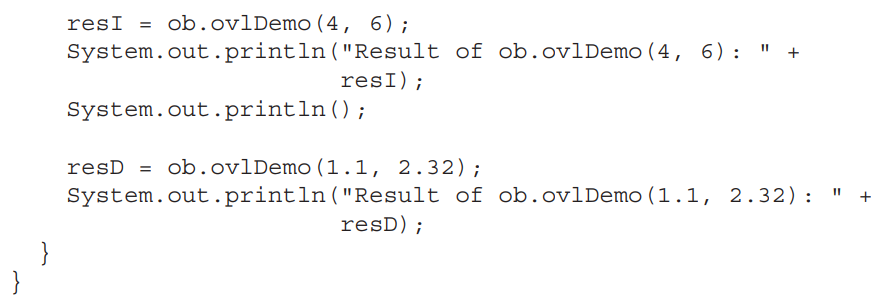 resI = ob.ovlDemo(4, 6);
System.out.println("Result of ob.ovlDemo(4, 6): " +
resI);
System.out.println();
resD = ob.ovlDemo(1.1, 2.32);
System.out.println("Result of ob.ovlDemo(1.1, 2.32): " +
resD);
}
}